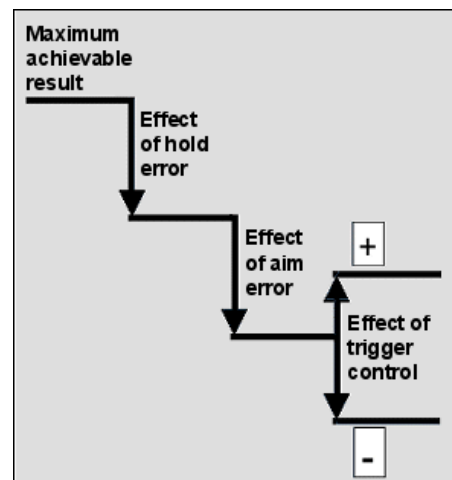 Maximum
achievable
result
Effect
of hold
error
Effect
of aim
error
+
Effect of
trigger
control
-